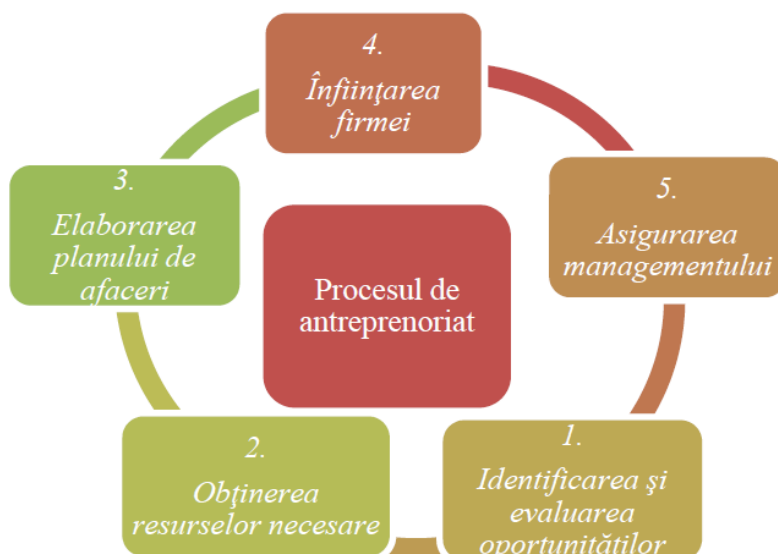 4.
Înfiinţarea
firmei
3.
Elaborarea
planului de
afaceri
5.
Asigurarea
managementului
Procesul de
antreprenoriat
2.
Obţinerea
resurselor necesare
1.
Identificarea şi
evaluarea
oportunităţilor